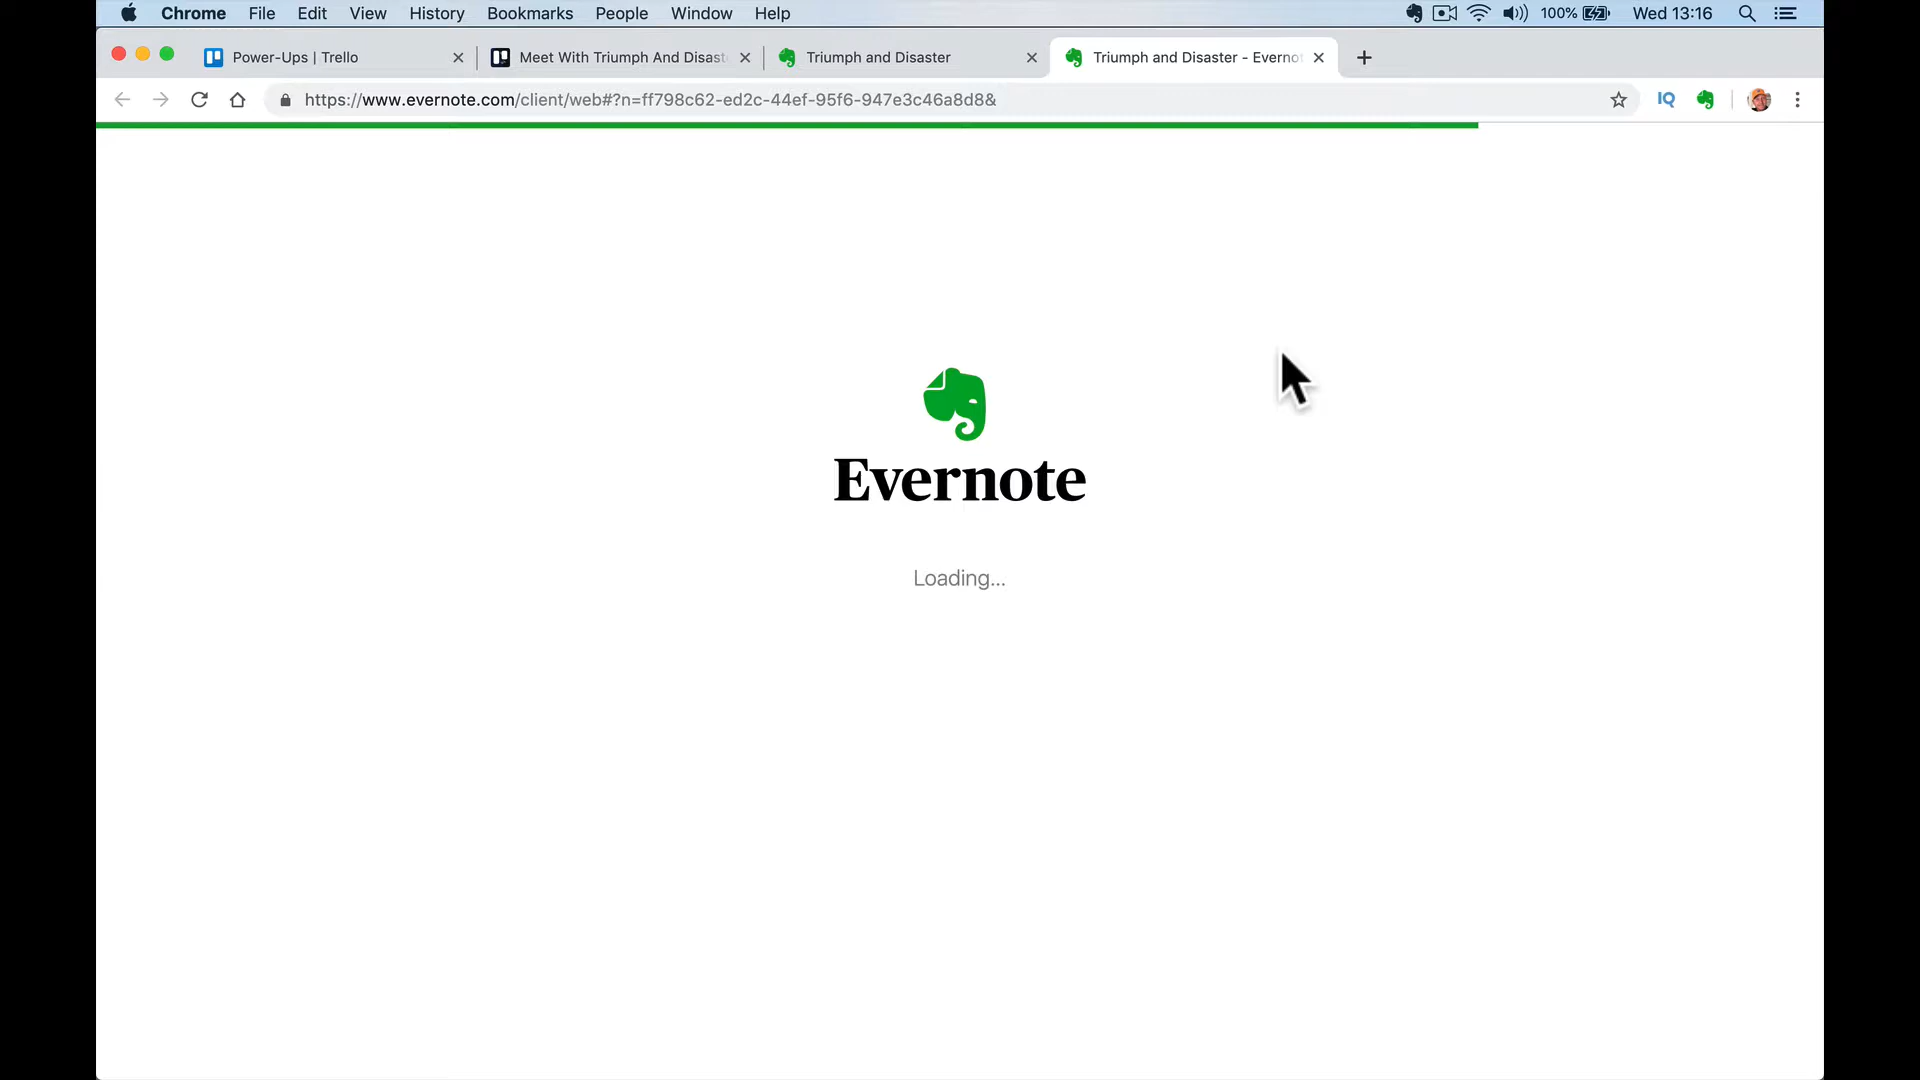 Chrome File Edit View History Bookmarks People Window Help 100% Wed 13:16
Power-Ups | Trello Meet With Triumph And Disast Triumph and Disaster Triumph and Disaster - Evernot
https://www.evernote.com/client/web#?n=ff798c62-ed2c-44ef-95f6-947e3c46a8d8& IQ
Evernote
Loading...